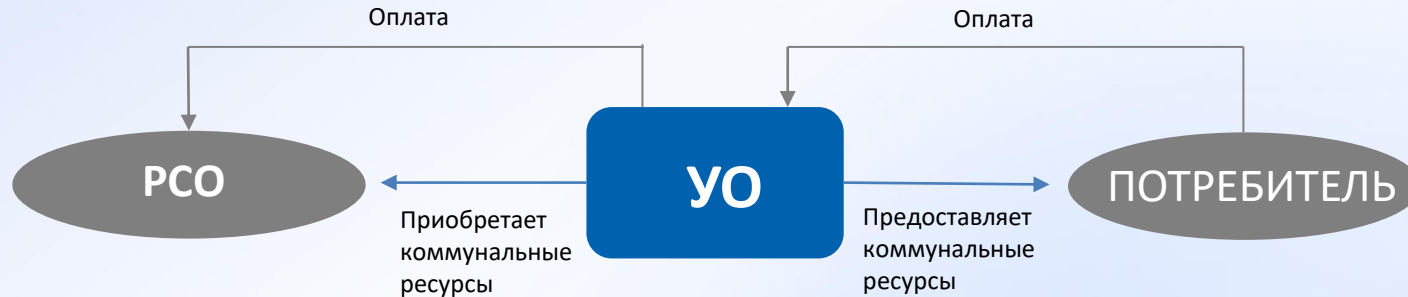 Оплата
Оплата
РСО
УО
ПОТРЕБИТЕЛЬ
Приобретает
коммунальные
ресурсы
Предоставляет
коммунальные
ресурсы